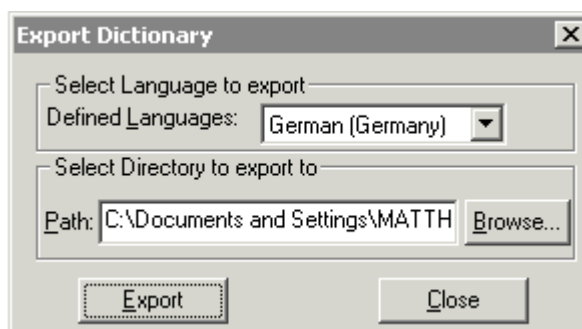 Export Dictionary
Select Language to export
Defined Languages: German (Germany)
Select Directory to export to
Path: C:\Documents and Settings\MATTH Browse...
Export Close